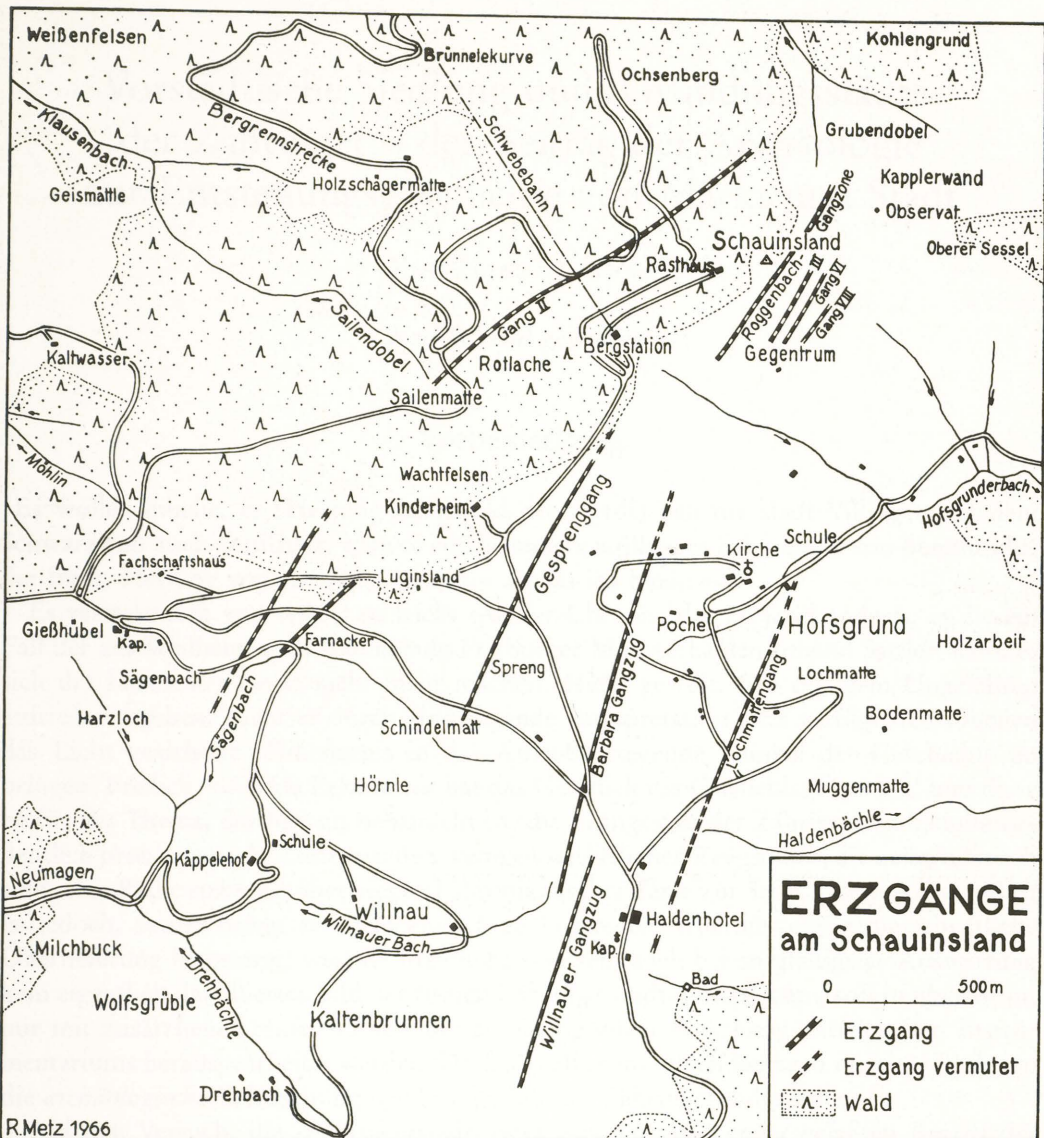 Weißenfelsen
Brünnelekurve
Ochsenberg
Kohlengrund
Klausenbach
Bergrennstrecke
Schwebebahn
Grubendobel
Geismättle
Holzschägermatte
Kapplerwand
Observat.
Oberer Sessel
Schauinsland
Rasthaus
Roggenbach-Gangzone
III
Gang VI
Gang VIII
Gegentrum
Sailendobel
Gang II
Rotlache
Bergstation
Kaltwasser
Sailenmatte
Möhlin
Wachtfelsen
Kinderheim
Gesprenggang
Hofsgrunderbach
Schule
Kirche
Fachschaftshaus
Luginsland
Gießhübel
Kap.
Farnacker
Poche
Hofsgrund
Holzarbeit
Sägenbach
Spreng
Lochmatte
Harzloch
Sägenbach
Schindelmatt
Barbara Gangzug
Lochmattengang
Bodenmatte
Hörnle
Muggenmatte
Haldenbächle
Schule
Käppelehof
Neumagen
Willnau
Willnauer Bach
Willnauer Gangzug
Haldenhotel
Kap.
Milchbuck
Drehbächle
Bad
Wolfsgrüble
Kaltenbrunnen
Drehbach
R.Metz 1966
ERZGÄNGE
am Schauinsland
0 500m
Erzgang
Erzgang vermutet
Wald